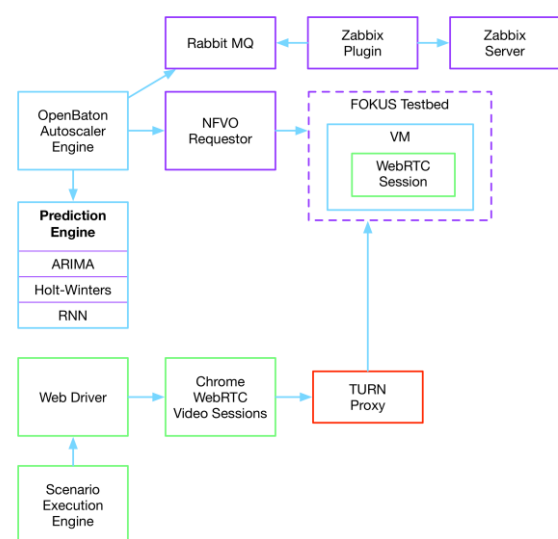 Rabbit MQ
Zabbix
Plugin
Zabbix
Server
OpenBaton
Autoscaler
Engine
NFVO
Requestor
FOKUS Testbed
VM
WebRTC
Session
Prediction
Engine
ARIMA
Holt-Winters
RNN
Web Driver
Chrome
WebRTC
Video Sessions
TURN
Proxy
Scenario
Execution
Engine